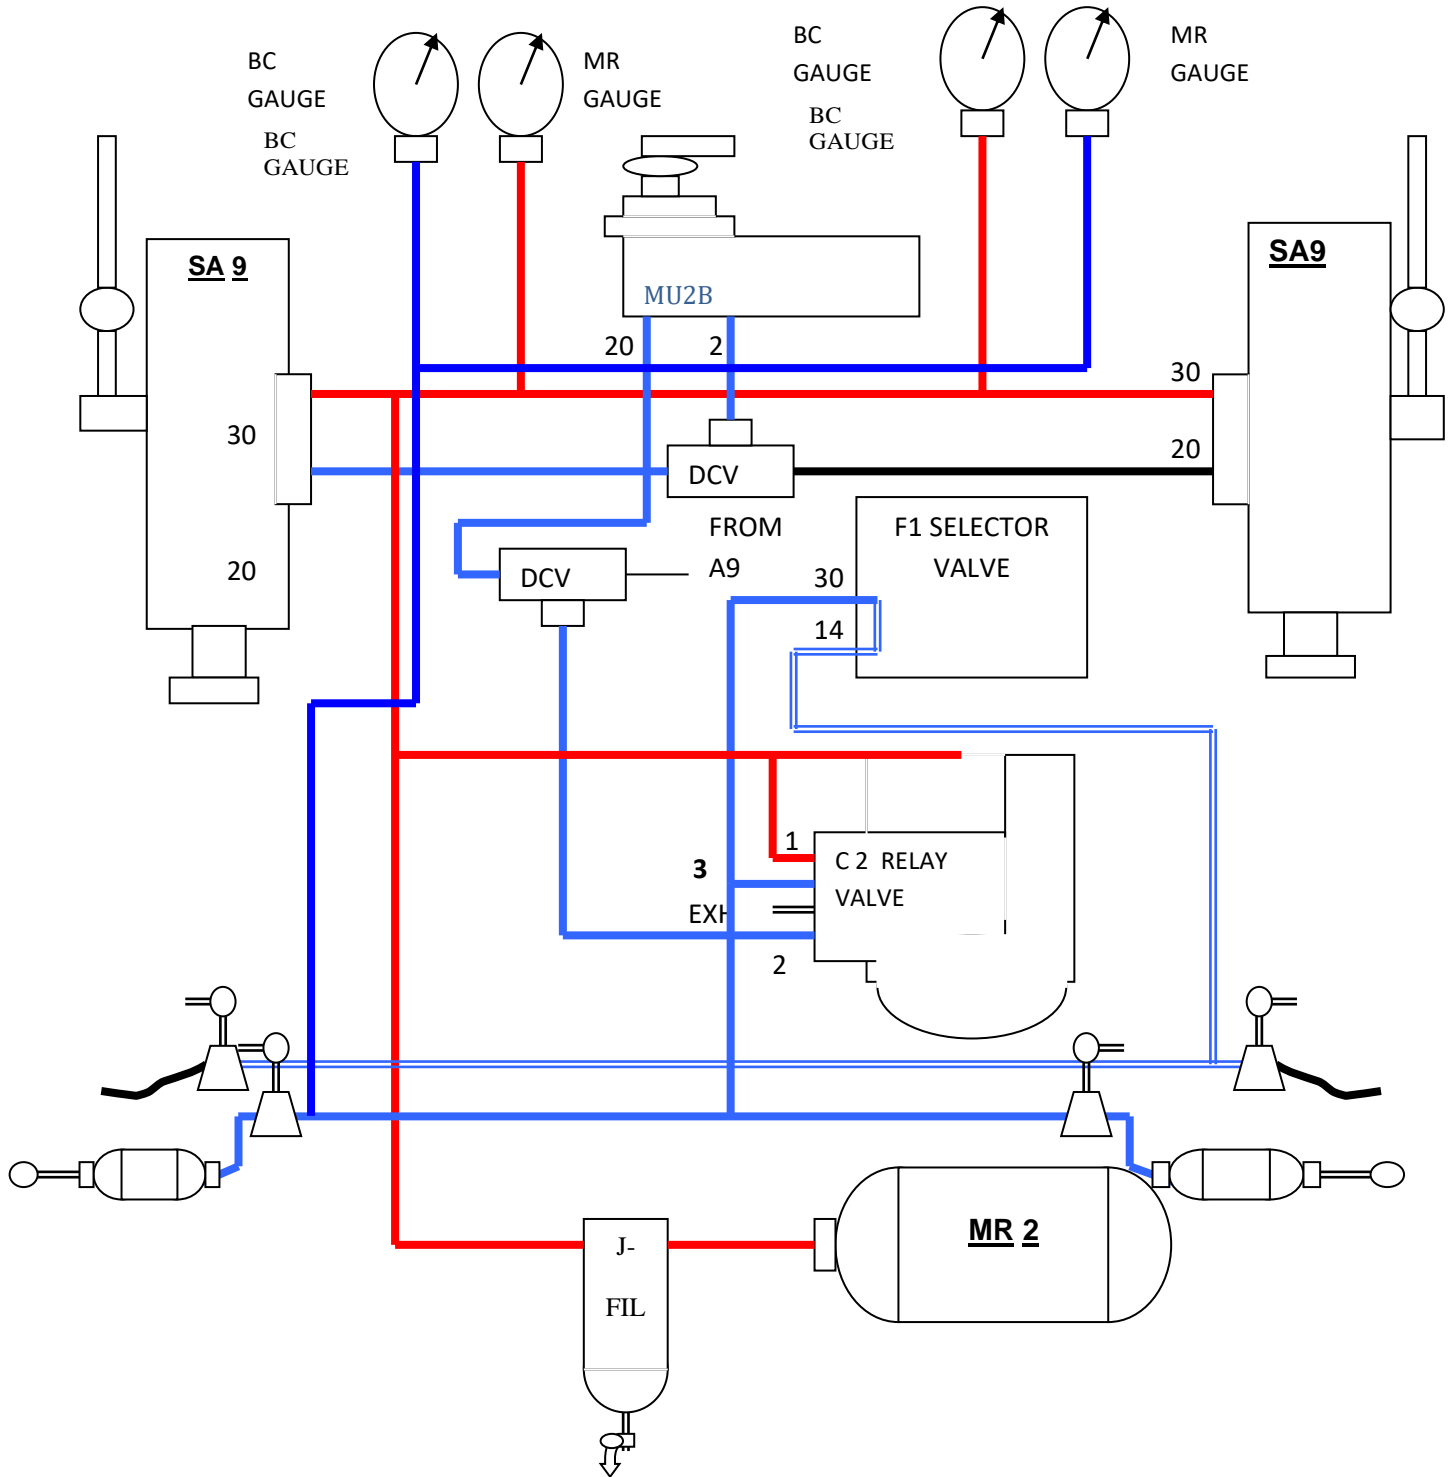 BC
GAUGE
BC
GAUGE
MR
GAUGE
BC
GAUGE
BC
GAUGE
MR
GAUGE
SA 9
SA9
MU2B
20
2
30
30
20
20
DCV
FROM
A9
DCV
F1 SELECTOR
VALVE
30
14
1
3
EXH
2
C 2 RELAY
VALVE
MR 2
J-
FIL